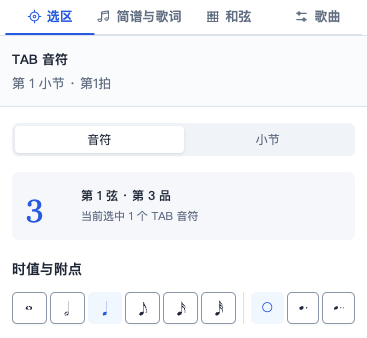 选区 简谱与歌词 和弦 歌曲
TAB 音符
第 1 小节 · 第1拍
音符 小节
3
第 1 弦 · 第 3 品
当前选中 1 个 TAB 音符
时值与附点